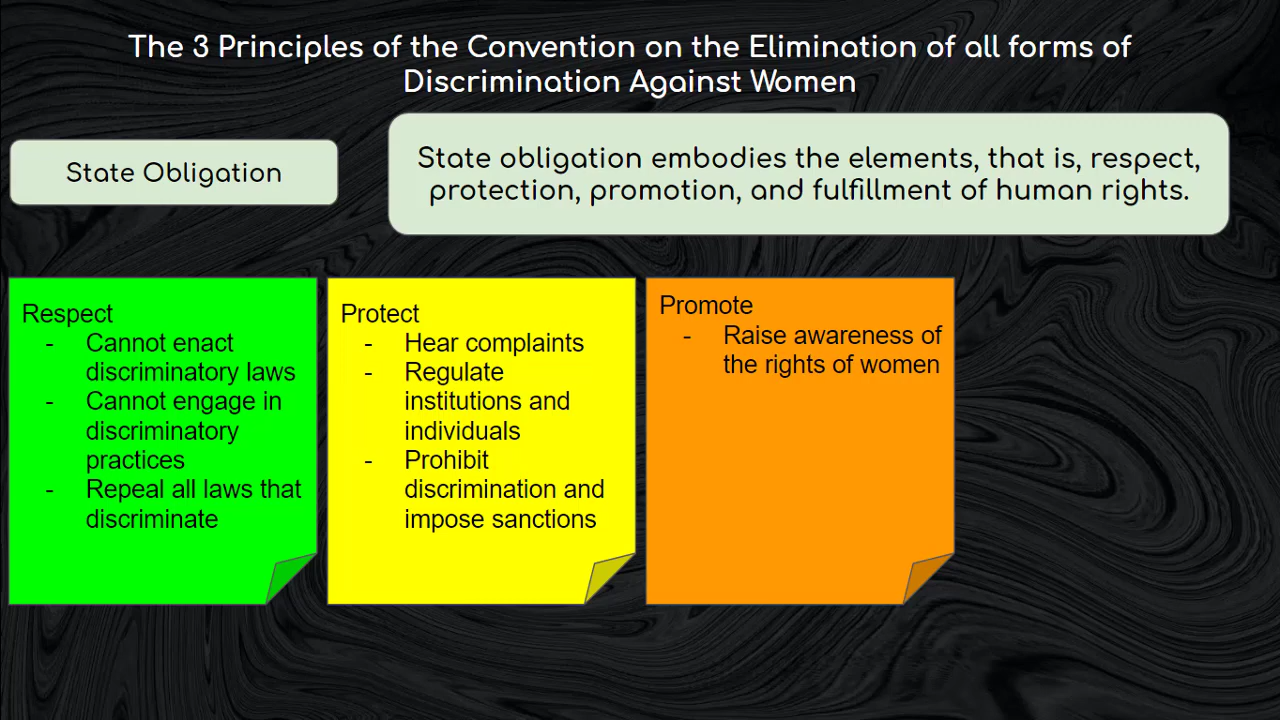 The 3 Principles of the Convention on the Elimination of all forms of
Discrimination Against Women
State Obligation
State obligation embodies the elements, that is, respect,
protection, promotion, and fulfillment of human rights.
Respect
- Cannot enact
discriminatory laws
- Cannot engage in
discriminatory
practices
- Repeal all laws that
discriminate
Protect
- Hear complaints
- Regulate
institutions and
individuals
- Prohibit
discrimination and
impose sanctions
Promote
- Raise awareness of
the rights of women